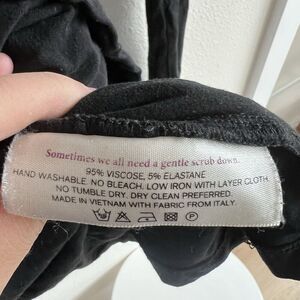 Sometimes we all need a gentle scrub down.
95% VISCOSE, 5% ELASTANE
HAND WASHABLE. NO BLEACH. LOW IRON WITH LAYER CLOTH.
NO TUMBLE DRY. DRY CLEAN PREFERRED.
MADE IN VIETNAM WITH FABRIC FROM ITALY.